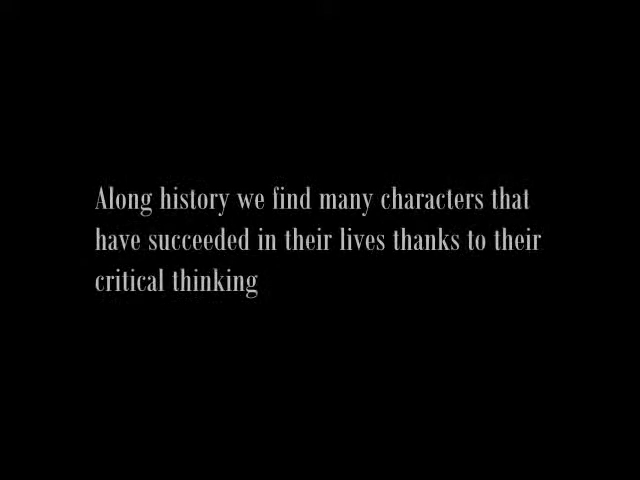 Along history we find many characters that
have succeeded in their lives thanks to their
critical thinking